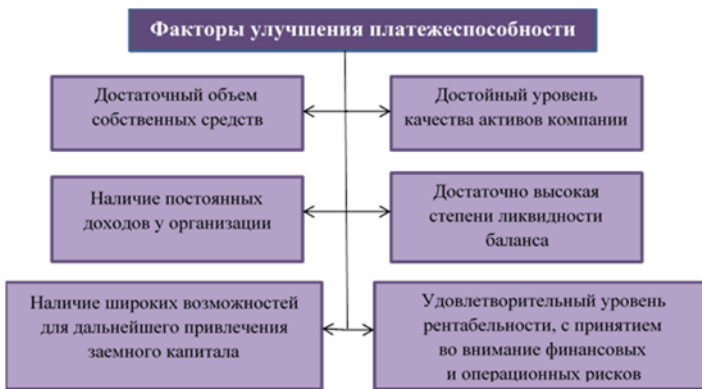 Факторы улучшения платежеспособности
Достаточный объем
собственных средств
Достойный уровень
качества активов компании
Наличие постоянных
доходов у организации
Достаточно высокая
степени ликвидности
баланса
Наличие широких возможностей
для дальнейшего привлечения
заемного капитала
Удовлетворительный уровень
рентабельности, с принятием
во внимание финансовых
и операционных рисков